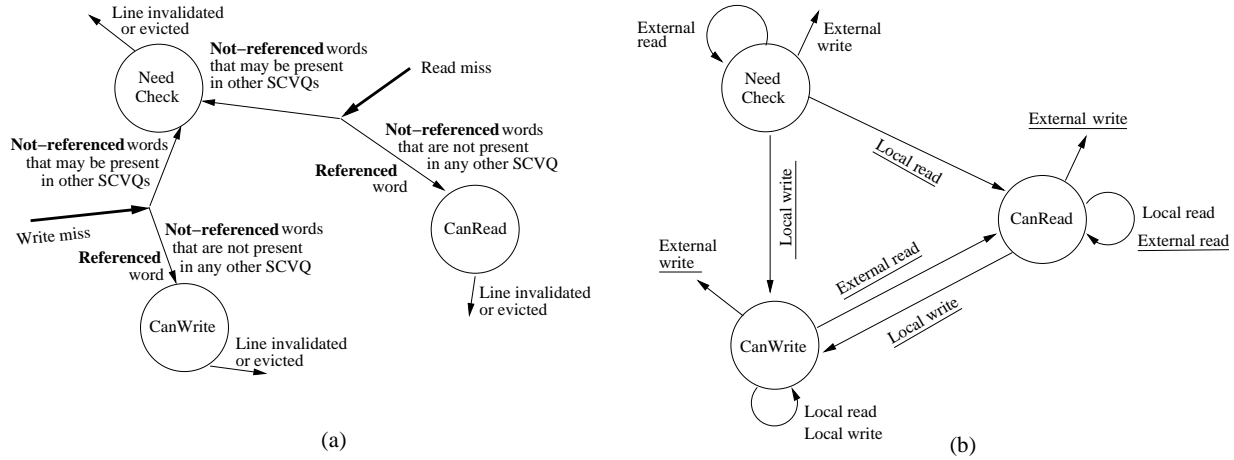 Line invalidated
or evicted
Not−referenced words
that may be present
in other SCVQs
Need
Check
Read miss
Not−referenced words
that may be present
in other SCVQs
Not−referenced words
that are not present
in any other SCVQ
Referenced
word
Write miss
Not−referenced words
that are not present
in any other SCVQ
Referenced
word
CanRead
Line invalidated
or evicted
CanWrite
Line invalidated
or evicted
(a)
External
read
External
write
Need
Check
External write
Local read
Local write
CanRead
Local read
External read
External
write
External read
Local write
CanWrite
Local read
Local write
(b)